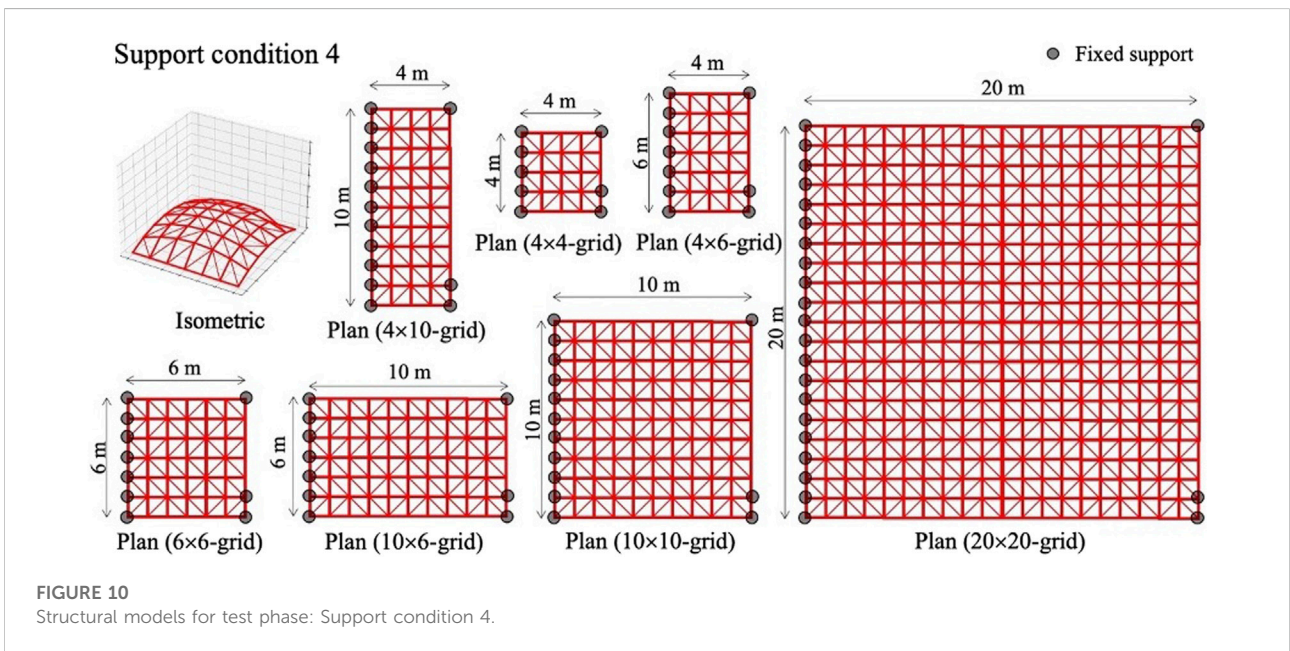 Support condition 4
Fixed support
Isometric
4 m
10 m
Plan (4×10-grid)
4 m
4 m
Plan (4×4-grid)
4 m
6 m
Plan (4×6-grid)
20 m
20 m
Plan (20×20-grid)
6 m
6 m
Plan (6×6-grid)
10 m
6 m
Plan (10×6-grid)
10 m
10 m
Plan (10×10-grid)
FIGURE 10
Structural models for test phase: Support condition 4.